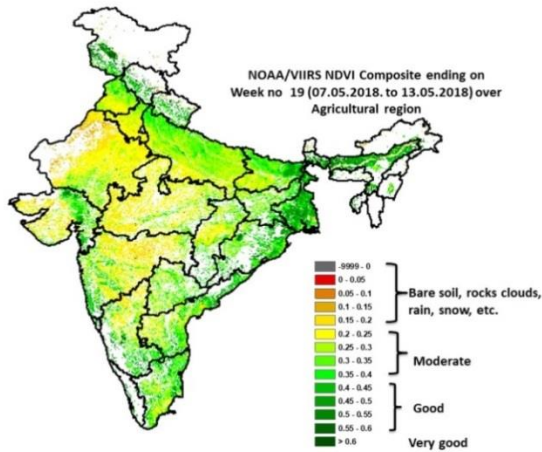 NOAA/VIIRS NDVI Composite ending on
Week no 19 (07.05.2018. to 13.05.2018) over
Agricultural region
-9999 - 0
0 - 0.05
0.05 - 0.1
0.1 - 0.15
0.15 - 0.2
0.2 - 0.25
0.25 - 0.3
0.3 - 0.35
0.35 - 0.4
0.4 - 0.45
0.45 - 0.5
0.5 - 0.55
0.55 - 0.6
> 0.6
Bare soil, rocks clouds,
rain, snow, etc.
Moderate
Good
Very good